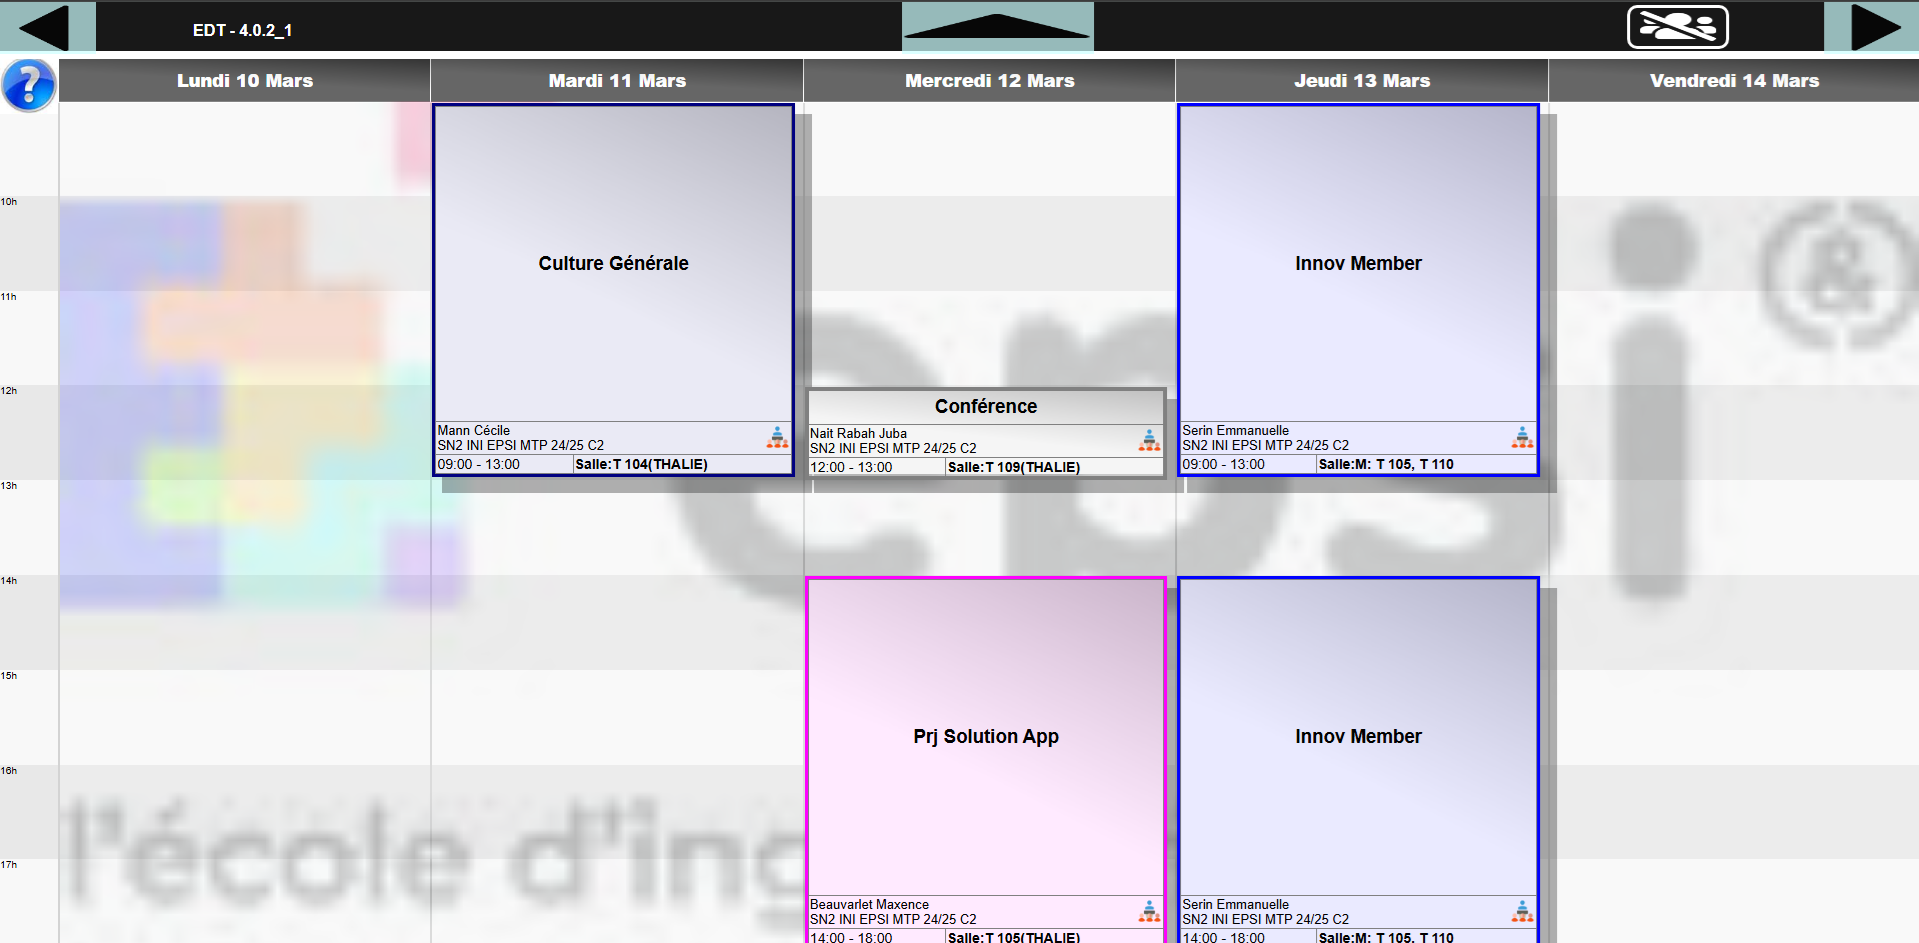 EDT - 4.0.2_1
?
Lundi 10 Mars
Mardi 11 Mars
Mercredi 12 Mars
Jeudi 13 Mars
Vendredi 14 Mars
10h
11h
12h
13h
14h
15h
16h
17h
Culture Générale
Mann Cécile
SN2 INI EPSI MTP 24/25 C2
09:00 - 13:00
Salle:T 104(THALIE)
Conférence
Nait Rabah Juba
SN2 INI EPSI MTP 24/25 C2
12:00 - 13:00
Salle:T 109(THALIE)
Prj Solution App
Beauvarlet Maxence
SN2 INI EPSI MTP 24/25 C2
14:00 - 18:00
Salle:T 105(THALIE)
Innov Member
Serin Emmanuelle
SN2 INI EPSI MTP 24/25 C2
09:00 - 13:00
Salle:M: T 105, T 110
Innov Member
Serin Emmanuelle
SN2 INI EPSI MTP 24/25 C2
14:00 - 18:00
Salle:M: T 105, T 110
epsi
&
l'école d'ing